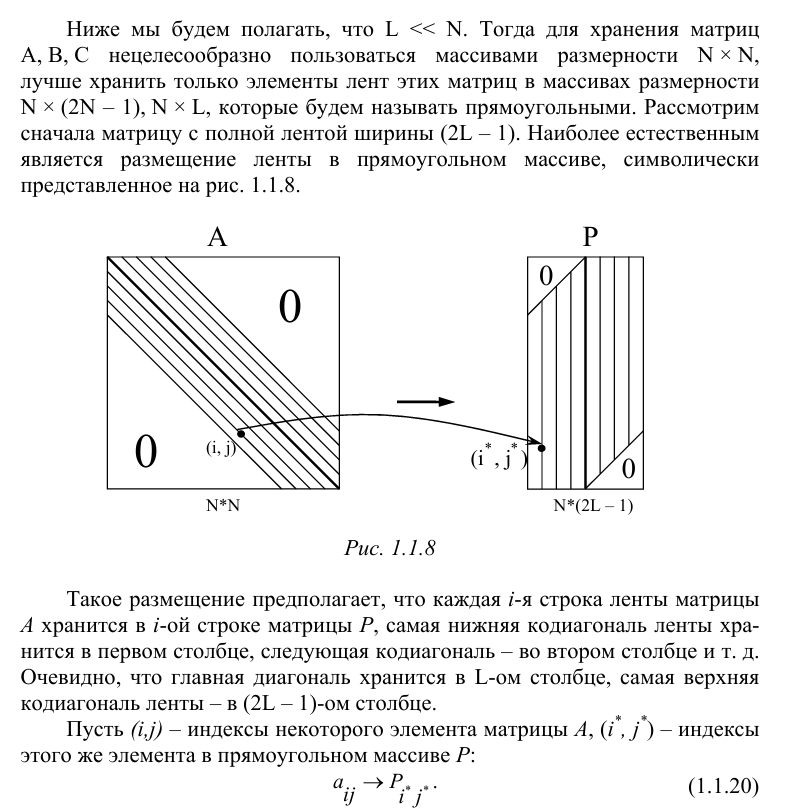 Ниже мы будем полагать, что L << N. Тогда для хранения матриц
A, B, C нецелесообразно пользоваться массивами размерности N × N,
лучше хранить только элементы лент этих матриц в массивах размерности
N × (2N – 1), N × L, которые будем называть прямоугольными. Рассмотрим
сначала матрицу с полной лентой ширины (2L – 1). Наиболее естественным
является размещение ленты в прямоугольном массиве, символически
представленное на рис. 1.1.8.
A
P
0
0
0
(i, j)
(i*, j*)
0
N*N
N*(2L – 1)
Рис. 1.1.8
Такое размещение предполагает, что каждая i-я строка ленты матрицы
A хранится в i-ой строке матрицы P, самая нижняя кодиагональ ленты хра-
нится в первом столбце, следующая кодиагональ – во втором столбце и т. д.
Очевидно, что главная диагональ хранится в L-ом столбце, самая верхняя
кодиагональ ленты – в (2L – 1)-ом столбце.
Пусть (i,j) – индексы некоторого элемента матрицы A, (i*, j*) – индексы
этого же элемента в прямоугольном массиве P:
a_ij → P_i* j*. (1.1.20)